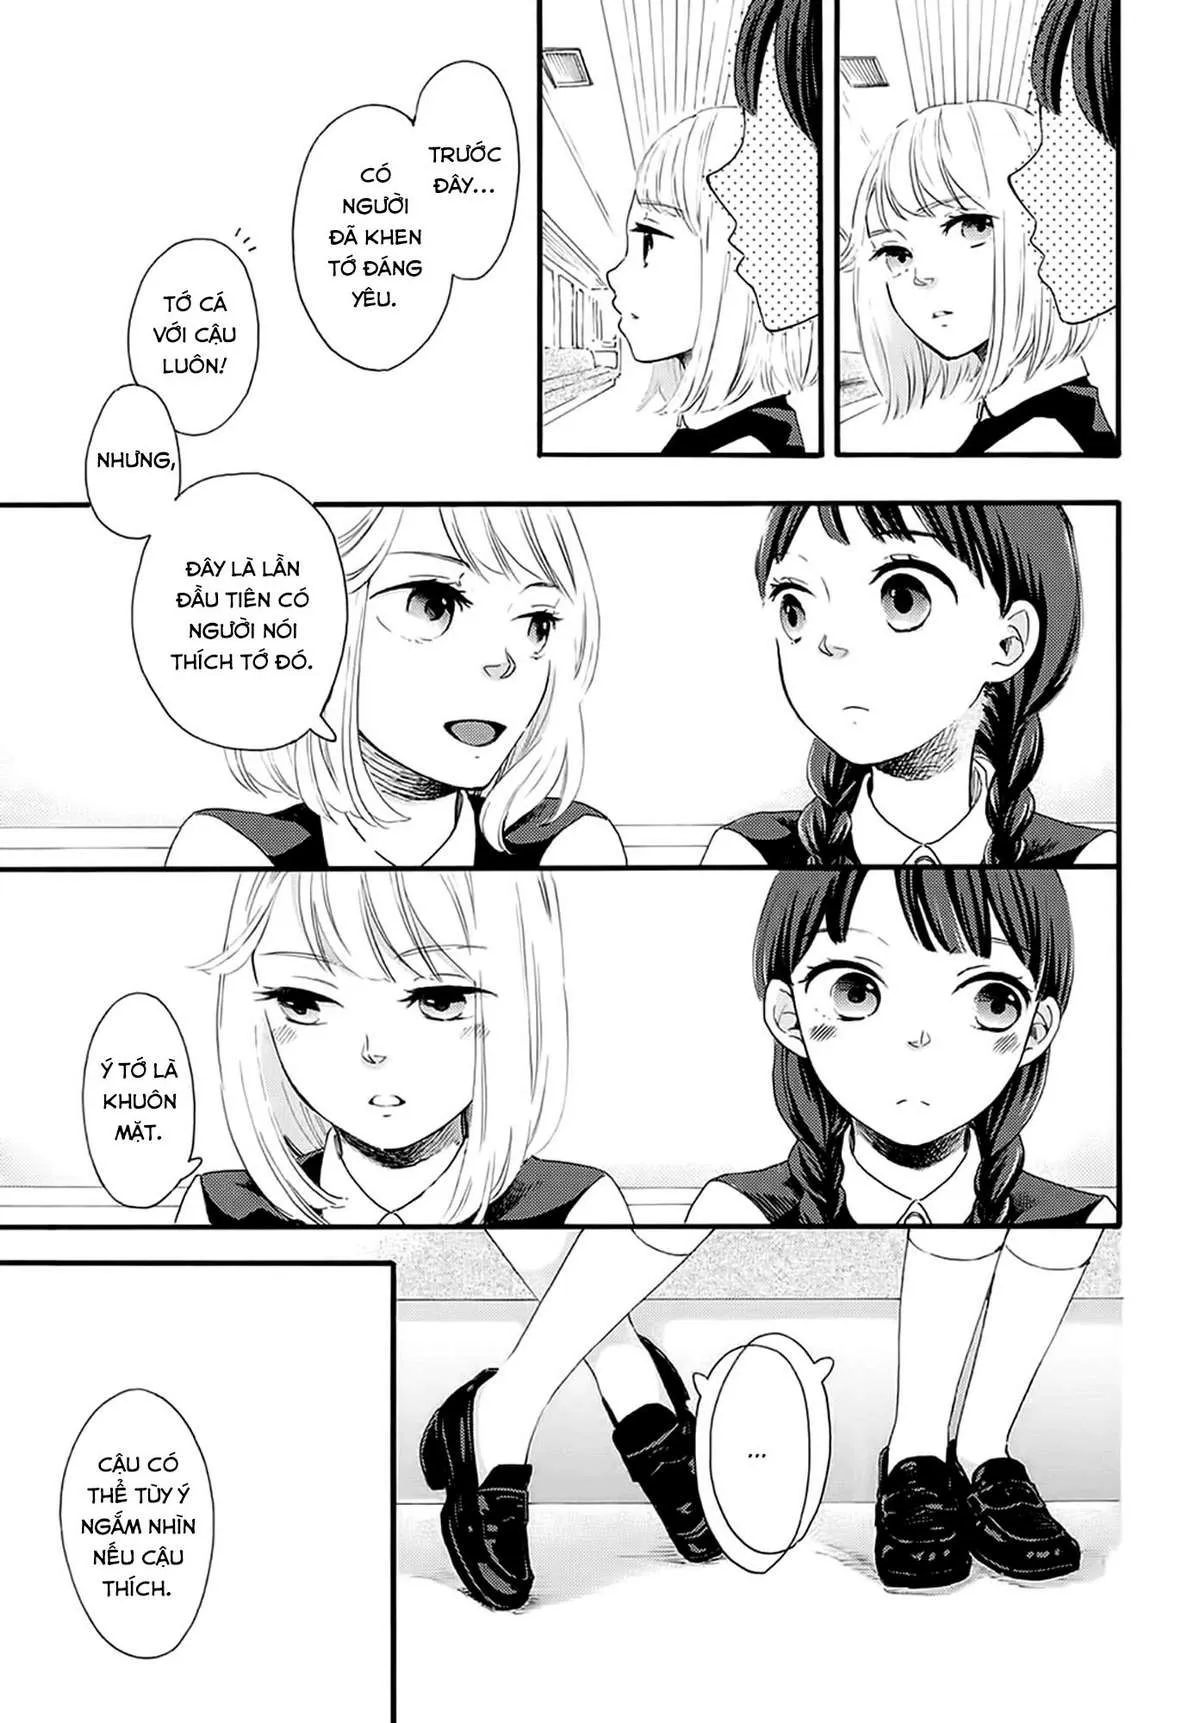 TRƯỚC
ĐÂY...
CÓ
NGƯỜI
ĐÃ KHEN
TỚ ĐÁNG
YÊU.
TỚ CÁ
VỚI CẬU
LUÔN!
NHƯNG,
ĐÂY LÀ LẦN
ĐẦU TIÊN CÓ
NGƯỜI NÓI
THÍCH TỚ ĐÓ.
Ý TỚ LÀ
KHUÔN
MẶT.
...
CẬU CÓ
THỂ TÙY Ý
NGẮM NHÌN
NẾU CẬU
THÍCH.